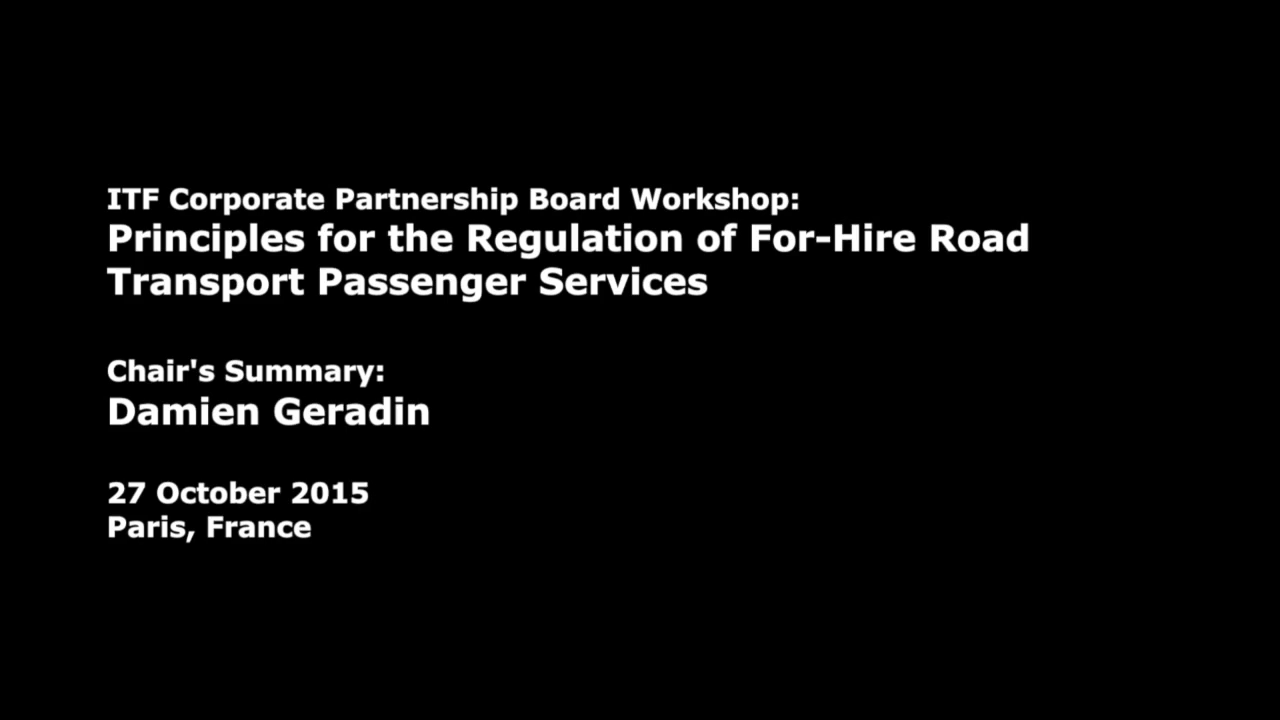 ITF Corporate Partnership Board Workshop:
Principles for the Regulation of For-Hire Road
Transport Passenger Services
Chair's Summary:
Damien Geradin
27 October 2015
Paris, France